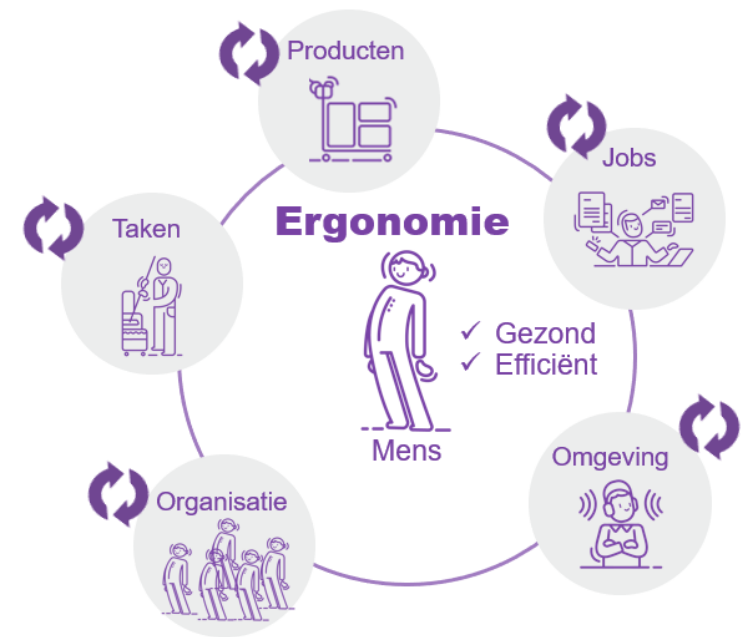 Producten
Jobs
Ergonomie
Taken
✓ Gezond
✓ Efficiënt
Mens
Omgeving
Organisatie